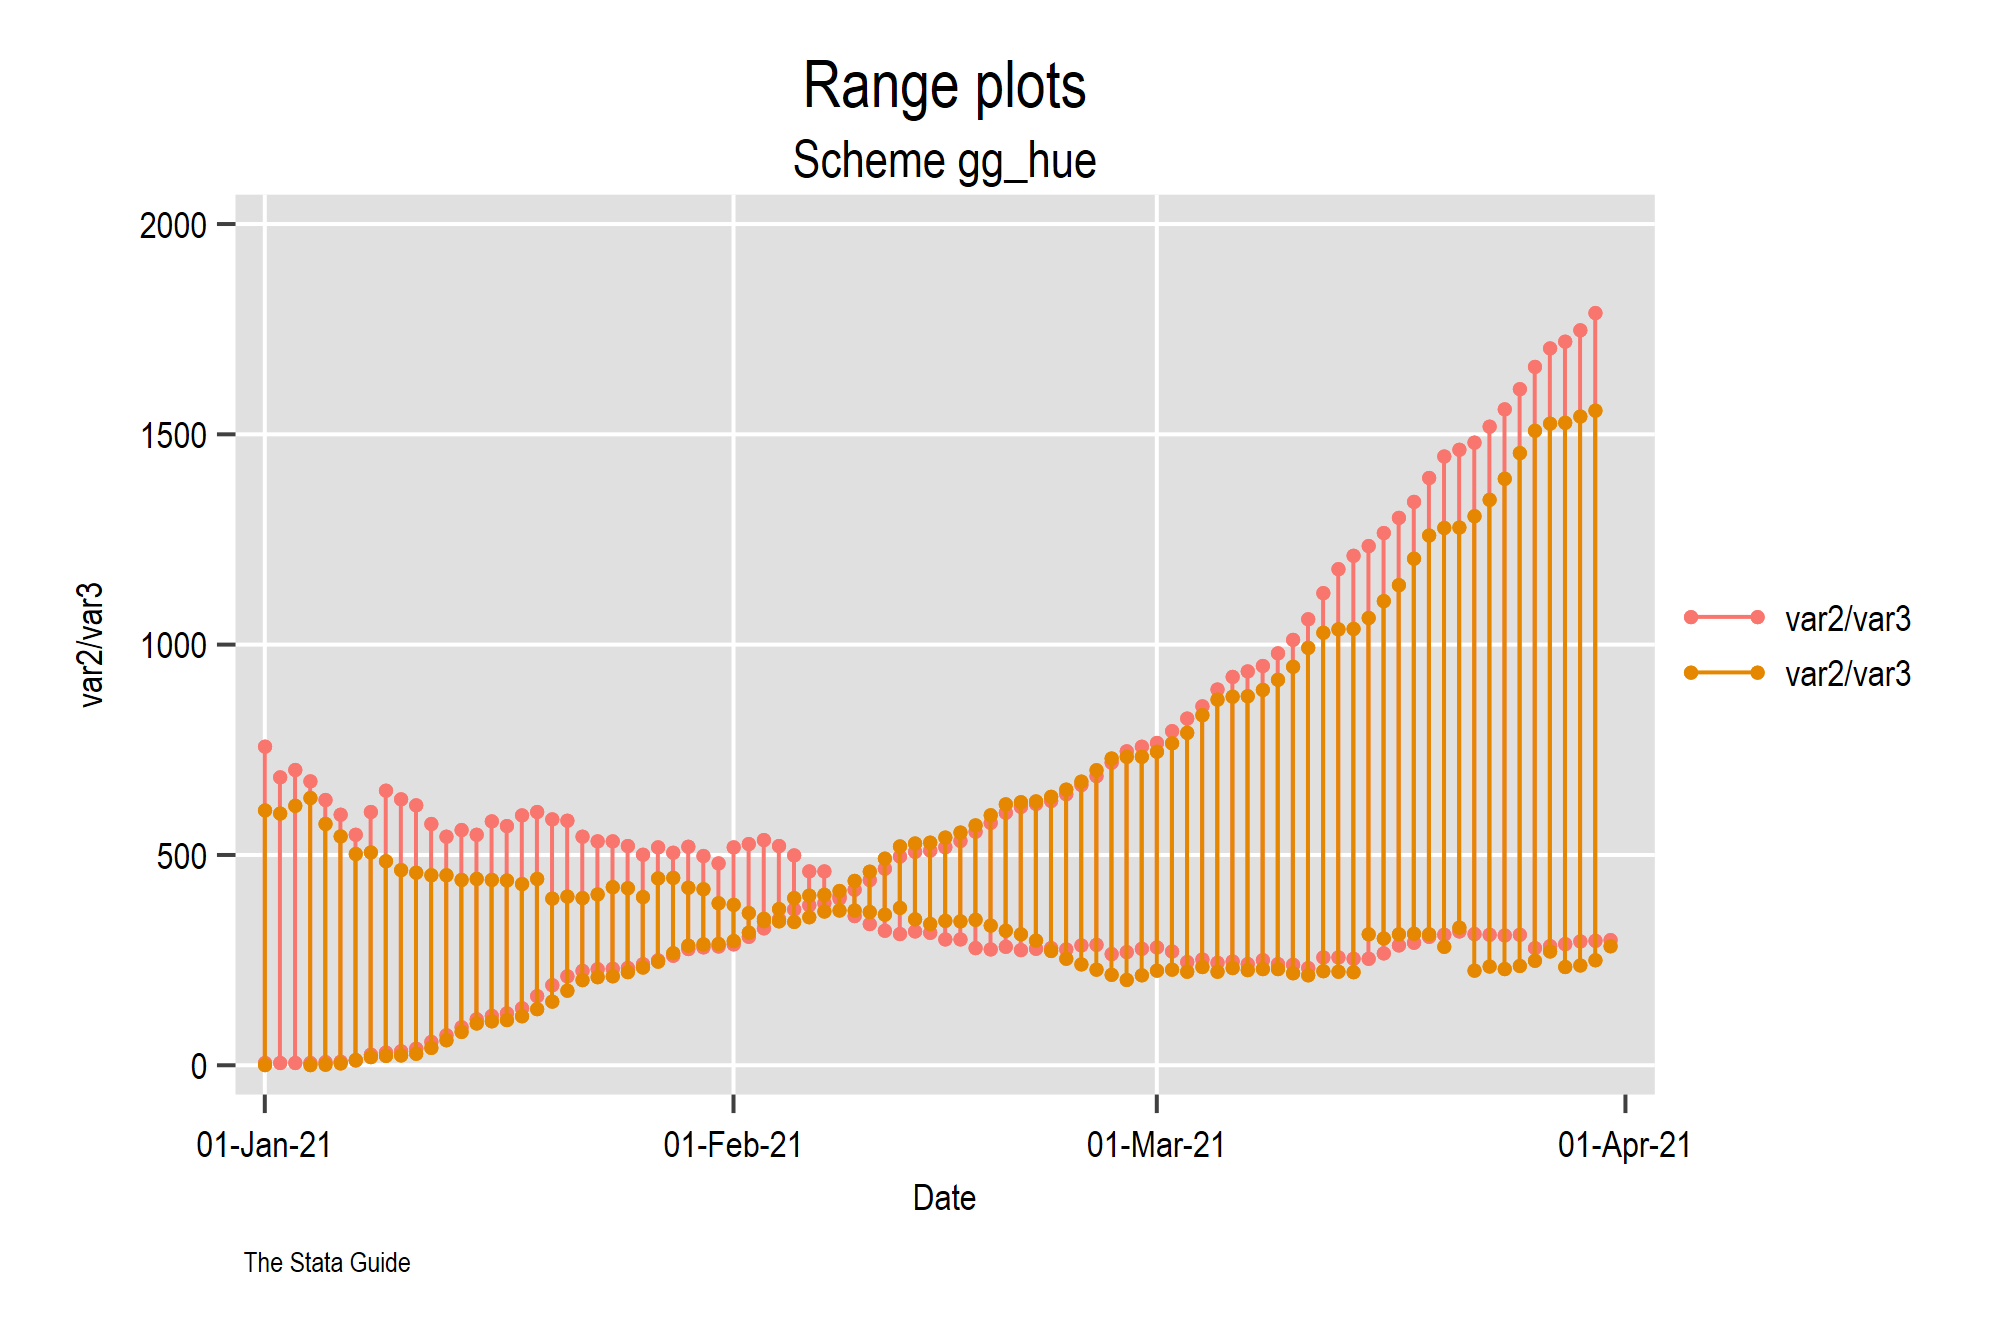 Range plots
Scheme gg_hue
2000
1500
1000
500
0
var2/var3
01-Jan-21
01-Feb-21
01-Mar-21
01-Apr-21
Date
var2/var3
var2/var3
The Stata Guide